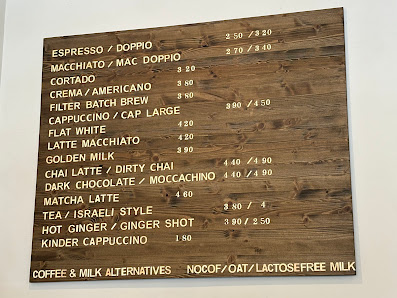 ESPRESSO / DOPPIO 2 50 / 3 20
MACCHIATO / MAC DOPPIO 2 70 / 3 40
CORTADO 3 20
CREMA / AMERICANO 3 80
FILTER BATCH BREW 3 80
CAPPUCCINO / CAP LARGE 3 90 / 4 50
FLAT WHITE 4 20
LATTE MACCHIATO 4 20
GOLDEN MILK 3 90
CHAI LATTE / DIRTY CHAI 4 40 / 4 90
DARK CHOCOLATE / MOCCACHINO 4 40 / 4 90
MATCHA LATTE 4 60
TEA / ISRAELI STYLE 3 80 / 4
HOT GINGER / GINGER SHOT 3 90 / 2 50
KINDER CAPPUCCINO 1 80
COFFEE & MILK ALTERNATIVES NOCOF/OAT/LACTOSEFREE MILK